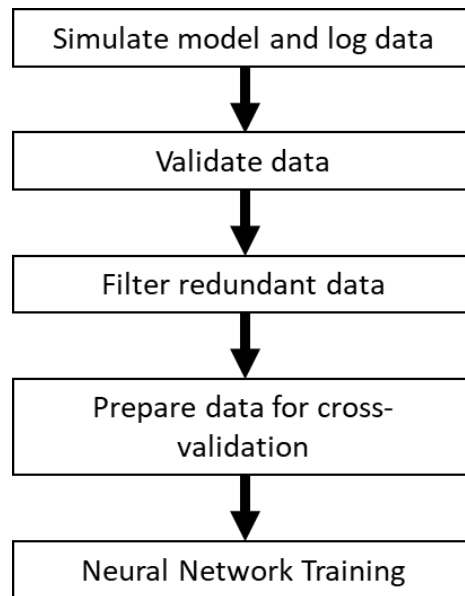 Simulate model and log data
Validate data
Filter redundant data
Prepare data for cross-
validation
Neural Network Training